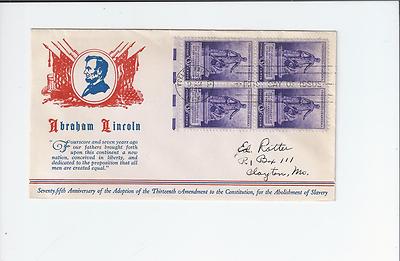 Abraham Lincoln
"Fourscore and seven years ago
our fathers brought forth
upon this continent a new
nation, conceived in liberty, and
dedicated to the proposition that all
men are created equal."
Ed. Ritter
P.O Box 111
Clayton, Mo.
Seventy-fifth Anniversary of the Adoption of the Thirteenth Amendment to the Constitution, for the Abolishment of Slavery